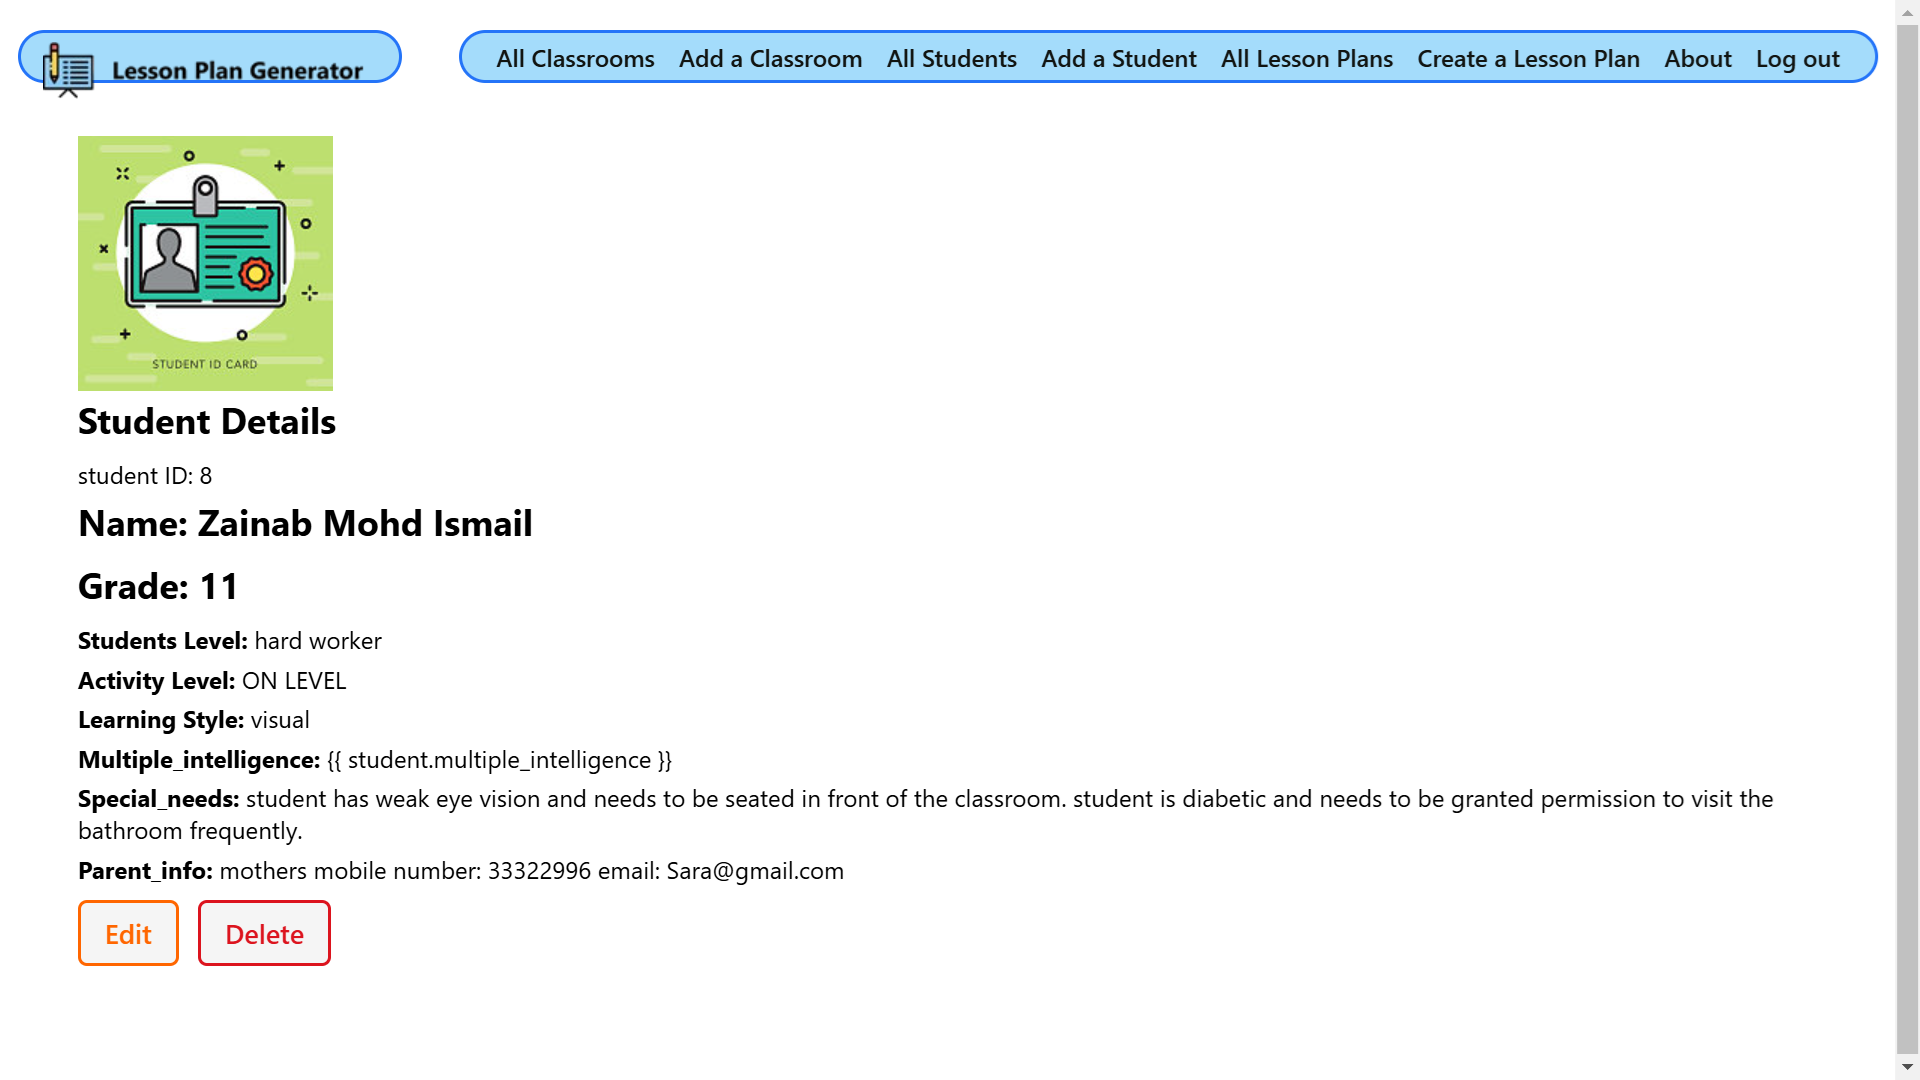 Lesson Plan Generator
All Classrooms Add a Classroom All Students Add a Student All Lesson Plans Create a Lesson Plan About Log out
STUDENT ID CARD
Student Details
student ID: 8
Name: Zainab Mohd Ismail
Grade: 11
Students Level: hard worker
Activity Level: ON LEVEL
Learning Style: visual
Multiple_intelligence: {{ student.multiple_intelligence }}
Special_needs: student has weak eye vision and needs to be seated in front of the classroom. student is diabetic and needs to be granted permission to visit the
bathroom frequently.
Parent_info: mothers mobile number: 33322996 email: Sara@gmail.com
Edit Delete